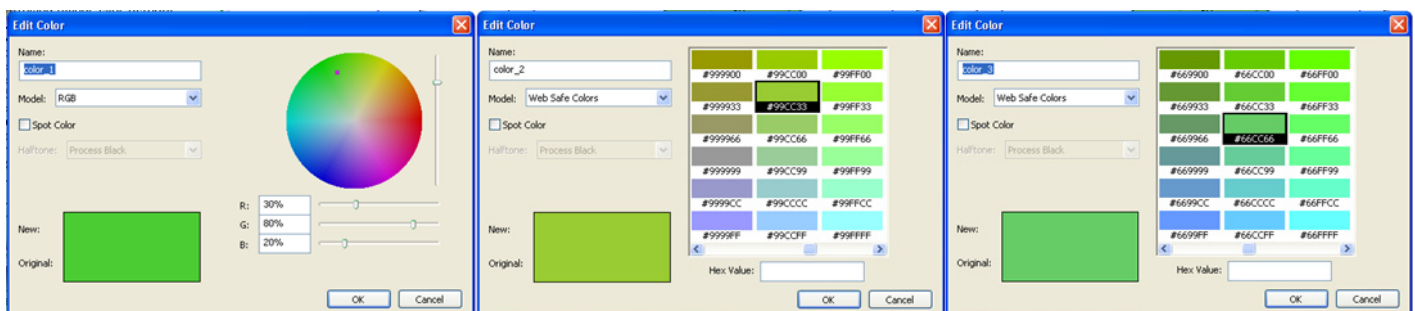 Edit Color
Name:
color_1
Model: RGB
Spot Color
Halftone: Process Black
R: 30%
G: 80%
B: 20%
New:
Original:
OK Cancel
Edit Color
Name:
color_2
Model: Web Safe Colors
Spot Color
Halftone: Process Black
#999900 #99CC00 #99FF00
#999933 #99CC33 #99FF33
#999966 #99CC66 #99FF66
#999999 #99CC99 #99FF99
#9999CC #99CCCC #99FFCC
#9999FF #99CCFF #99FFFF
Hex Value:
New:
Original:
OK Cancel
Edit Color
Name:
color_3
Model: Web Safe Colors
Spot Color
Halftone: Process Black
#669900 #66CC00 #66FF00
#669933 #66CC33 #66FF33
#669966 #66CC66 #66FF66
#669999 #66CC99 #66FF99
#6699CC #66CCCC #66FFCC
#6699FF #66CCFF #66FFFF
Hex Value:
New:
Original:
OK Cancel